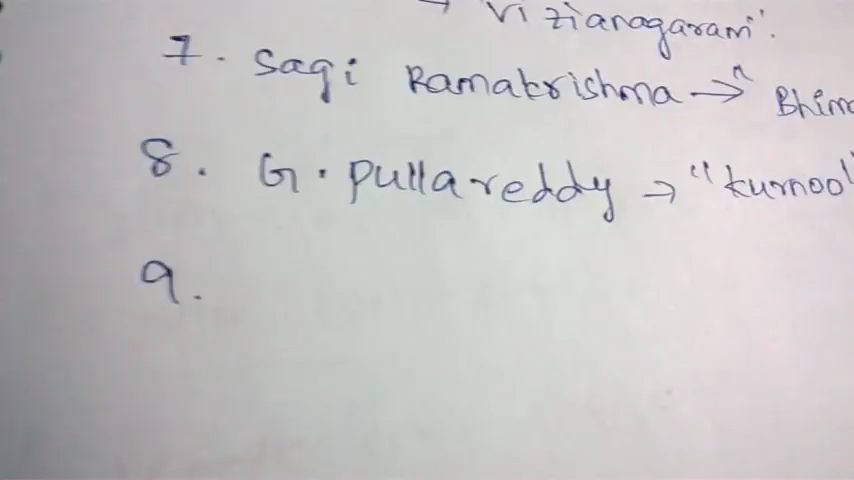 → Vizianagaram".
7. Sagi Ramakrishna → " Bhim
8. G. pullareddy → "kurnool
9.